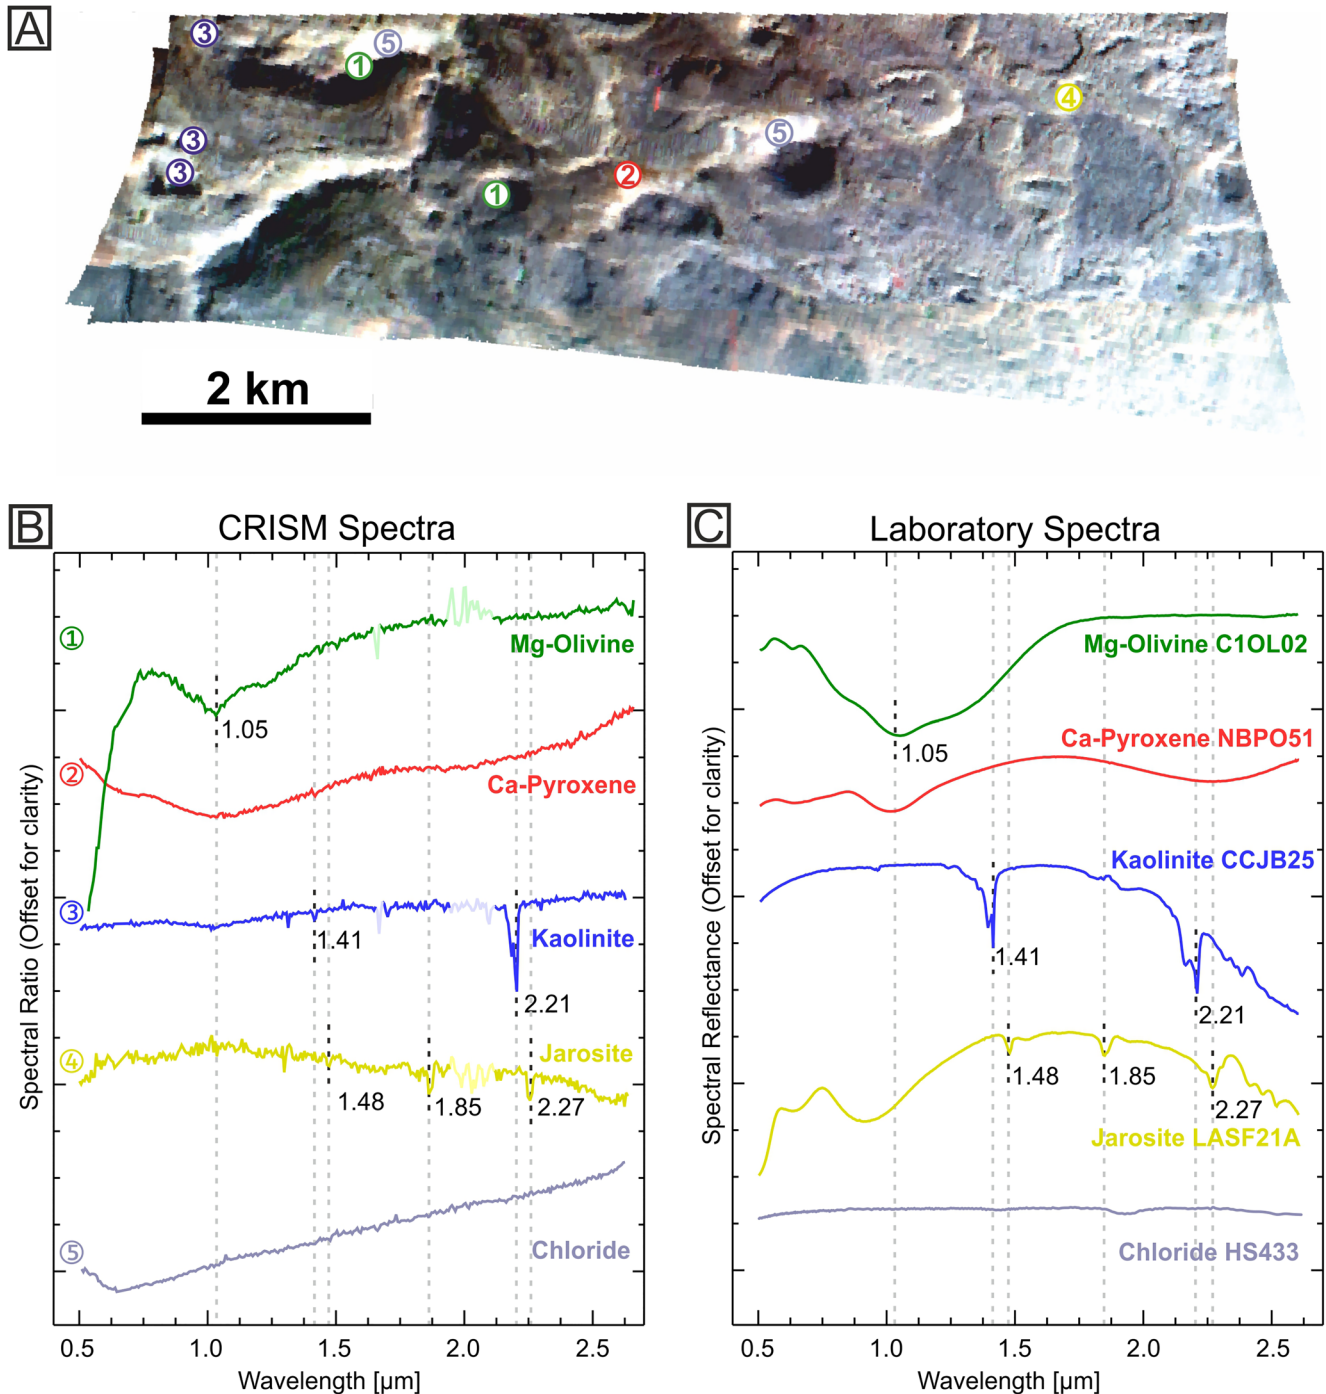 A
3
5
1
4
3
5
3
2
1
2 km
B
CRISM Spectra
C
Laboratory Spectra
Spectral Ratio (Offset for clarity)
1
Mg-Olivine
1.05
2
Ca-Pyroxene
3
1.41
Kaolinite
2.21
4
Jarosite
1.48
1.85
2.27
5
Chloride
0.5 1.0 1.5 2.0 2.5
Wavelength [µm]
Spectral Reflectance (Offset for clarity)
Mg-Olivine C1OL02
1.05
Ca-Pyroxene NBPO51
Kaolinite CCJB25
1.41
2.21
1.48
1.85
2.27
Jarosite LASF21A
Chloride HS433
0.5 1.0 1.5 2.0 2.5
Wavelength [µm]